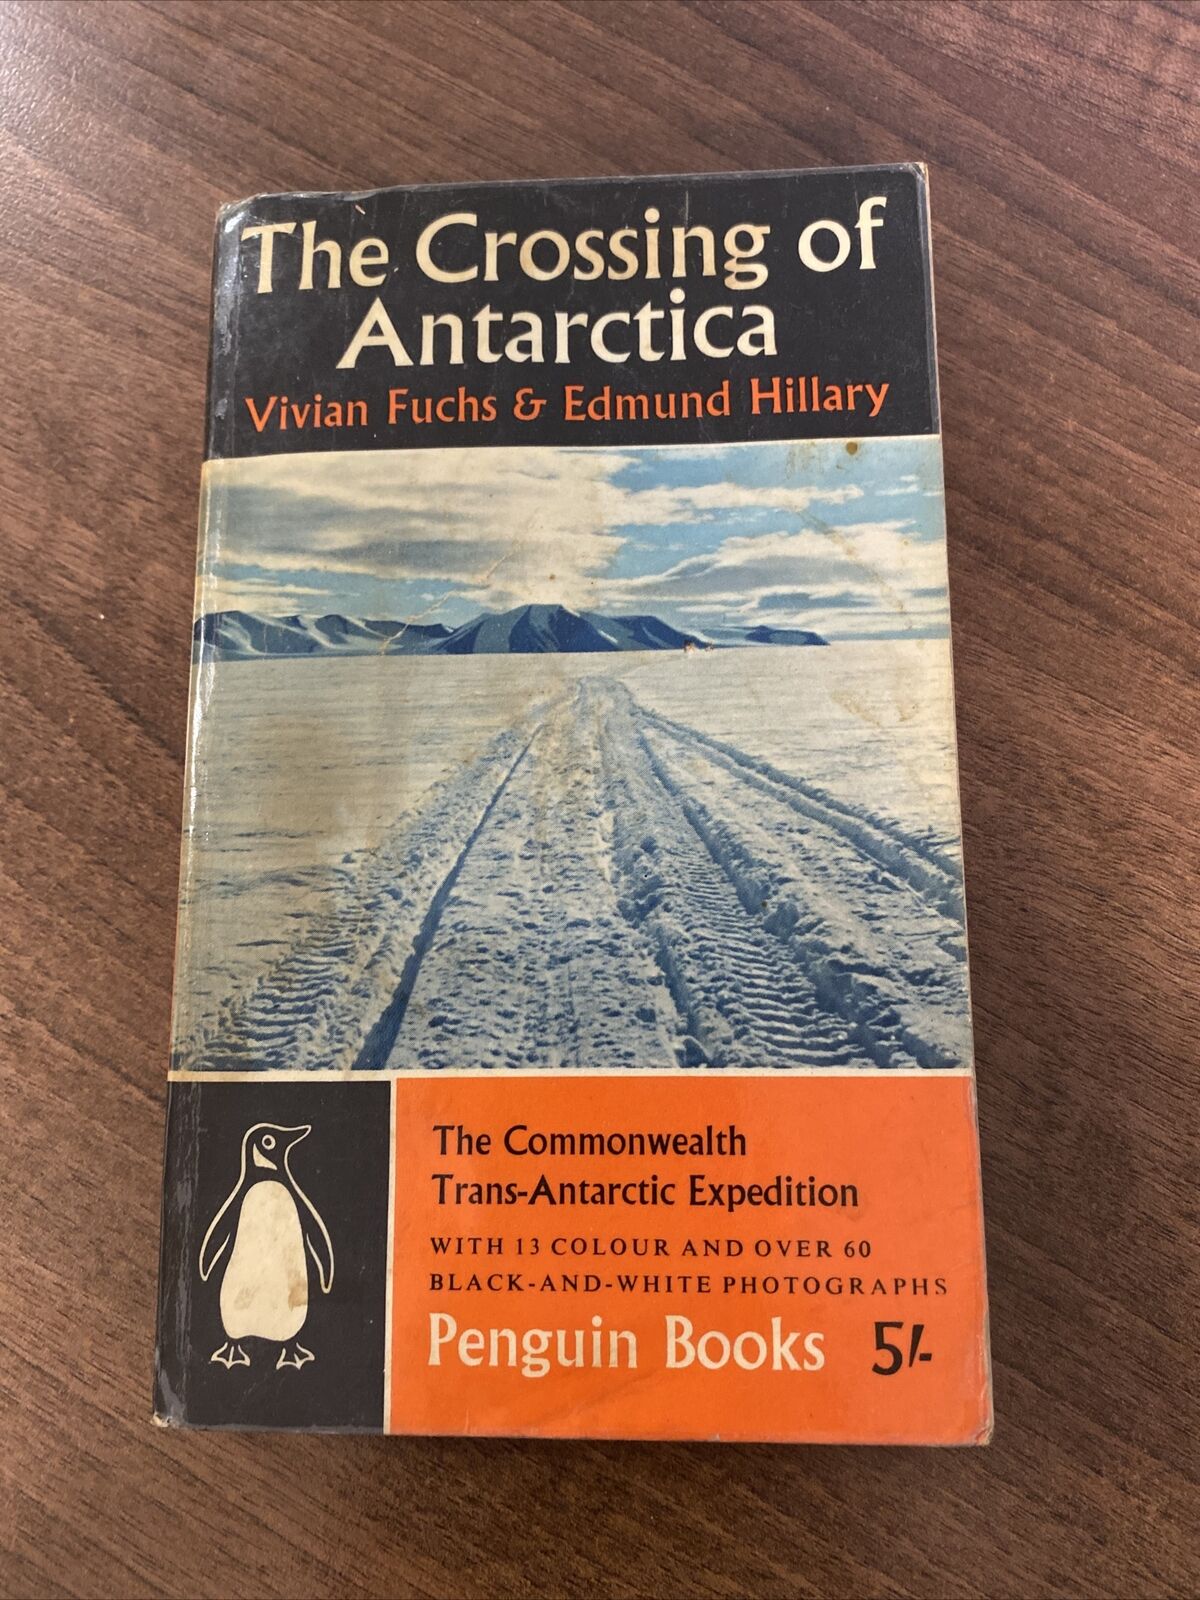 The Crossing of
Antarctica
Vivian Fuchs & Edmund Hillary
The Commonwealth
Trans-Antarctic Expedition
WITH 13 COLOUR AND OVER 60
BLACK-AND-WHITE PHOTOGRAPHS
Penguin Books 5/-